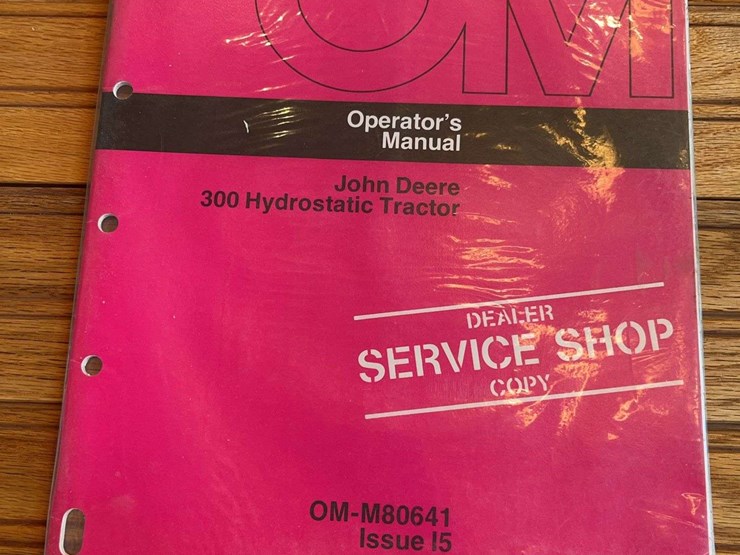 OM
Operator's
Manual
John Deere
300 Hydrostatic Tractor
DEALER
SERVICE SHOP
COPY
OM-M80641
Issue I5